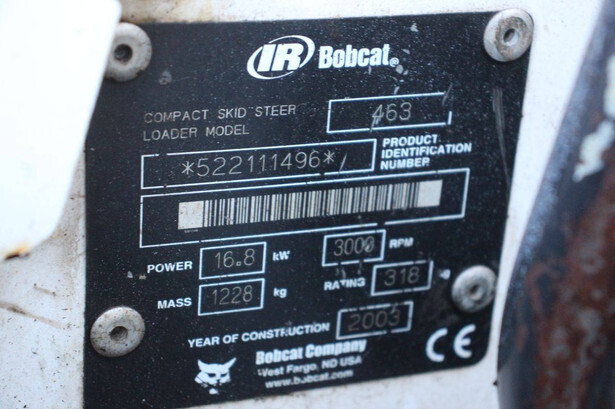 IR Bobcat®
COMPACT SKID STEER 463
LOADER MODEL
*522111496* PRODUCT
IDENTIFICATION
NUMBER
POWER 16.8 kW 3000 RPM
MASS 1228 kg RATING 318 kg
YEAR OF CONSTRUCTION 2003
Bobcat Company
West Fargo, ND USA
www.bobcat.com
CE